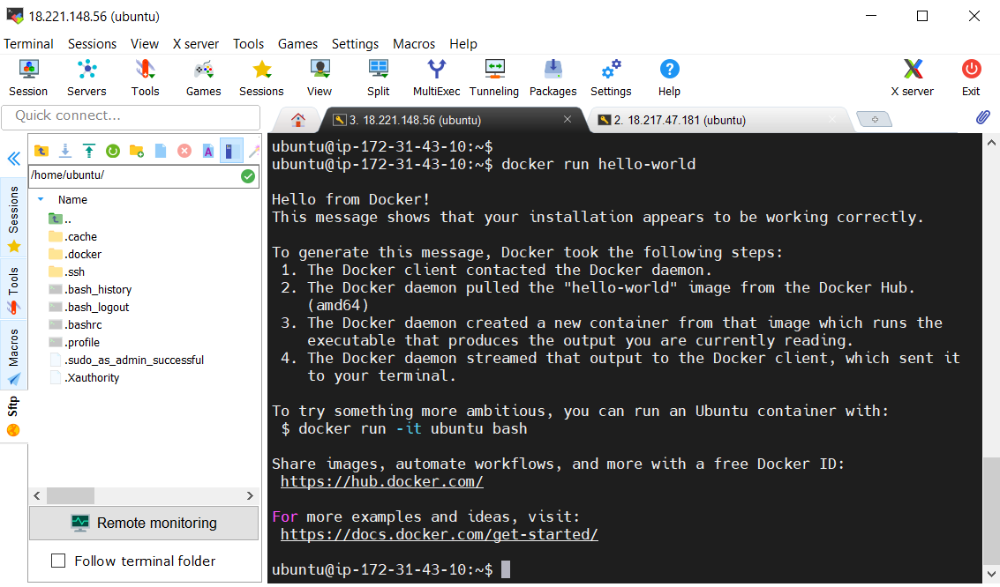 18.221.148.56 (ubuntu)
Terminal Sessions View X server Tools Games Settings Macros Help
Session Servers Tools Games Sessions View Split MultiExec Tunneling Packages Settings Help X server Exit
Quick connect...
3. 18.221.148.56 (ubuntu)
2. 18.217.47.181 (ubuntu)
Sessions
Tools
Macros
Sftp
/home/ubuntu/
Name
..
.cache
.docker
.ssh
.bash_history
.bash_logout
.bashrc
.profile
.sudo_as_admin_successful
.Xauthority
Remote monitoring
Follow terminal folder
ubuntu@ip-172-31-43-10:~$
ubuntu@ip-172-31-43-10:~$ docker run hello-world
Hello from Docker!
This message shows that your installation appears to be working correctly.
To generate this message, Docker took the following steps:
1. The Docker client contacted the Docker daemon.
2. The Docker daemon pulled the "hello-world" image from the Docker Hub.
(amd64)
3. The Docker daemon created a new container from that image which runs the
executable that produces the output you are currently reading.
4. The Docker daemon streamed that output to the Docker client, which sent it
to your terminal.
To try something more ambitious, you can run an Ubuntu container with:
$ docker run -it ubuntu bash
Share images, automate workflows, and more with a free Docker ID:
https://hub.docker.com/
For more examples and ideas, visit:
https://docs.docker.com/get-started/
ubuntu@ip-172-31-43-10:~$